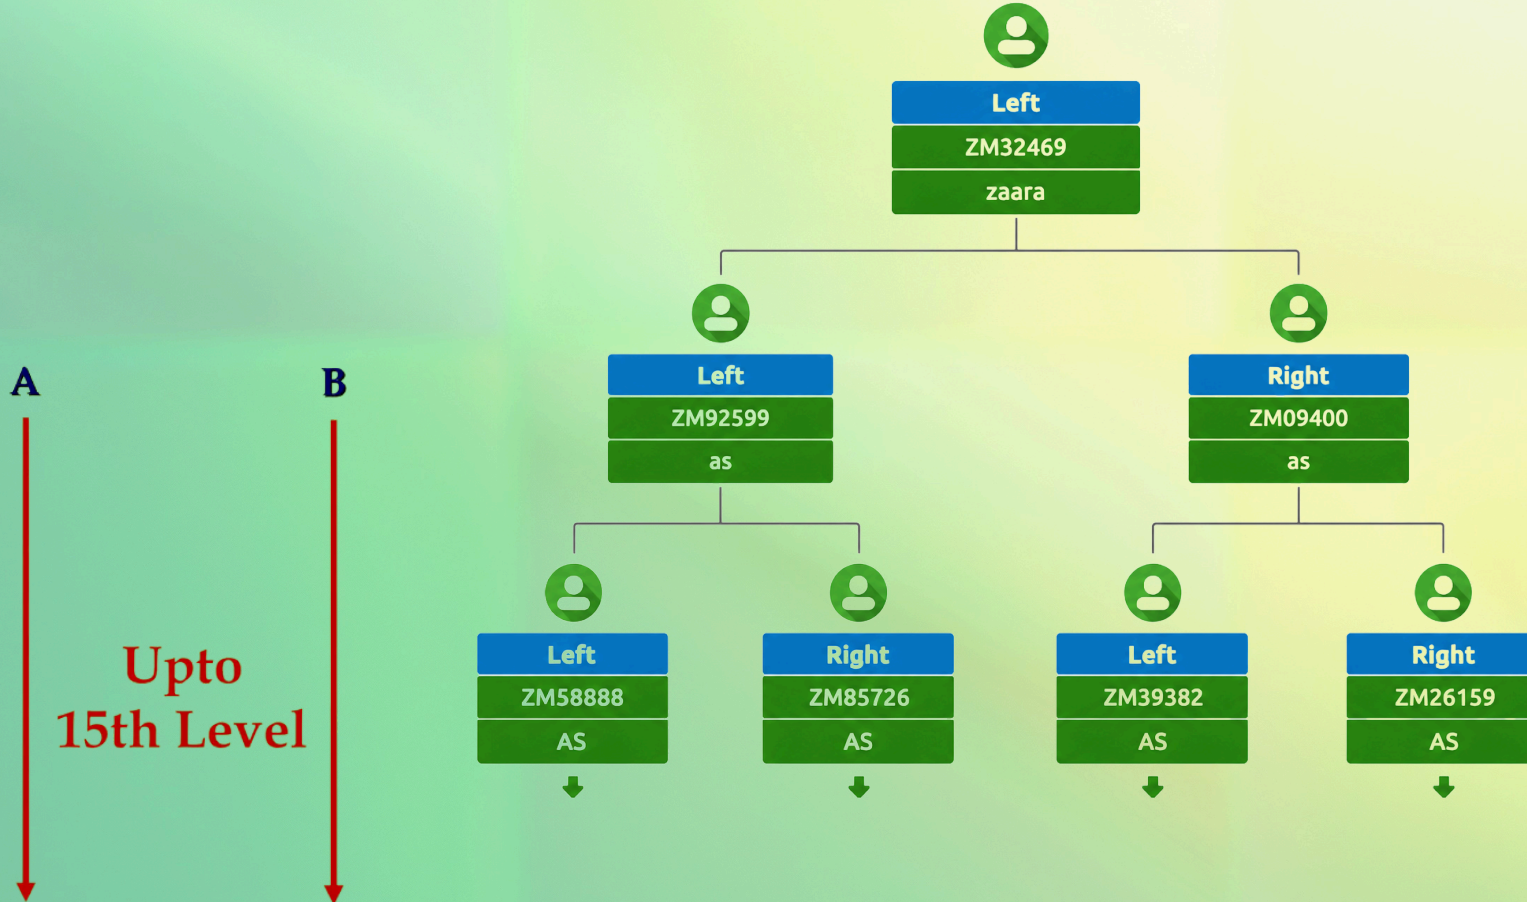 Left
ZM32469
zaara
A
B
Left
ZM92599
as
Right
ZM09400
as
Upto
15th Level
Left
ZM58888
AS
Right
ZM85726
AS
Left
ZM39382
AS
Right
ZM26159
AS